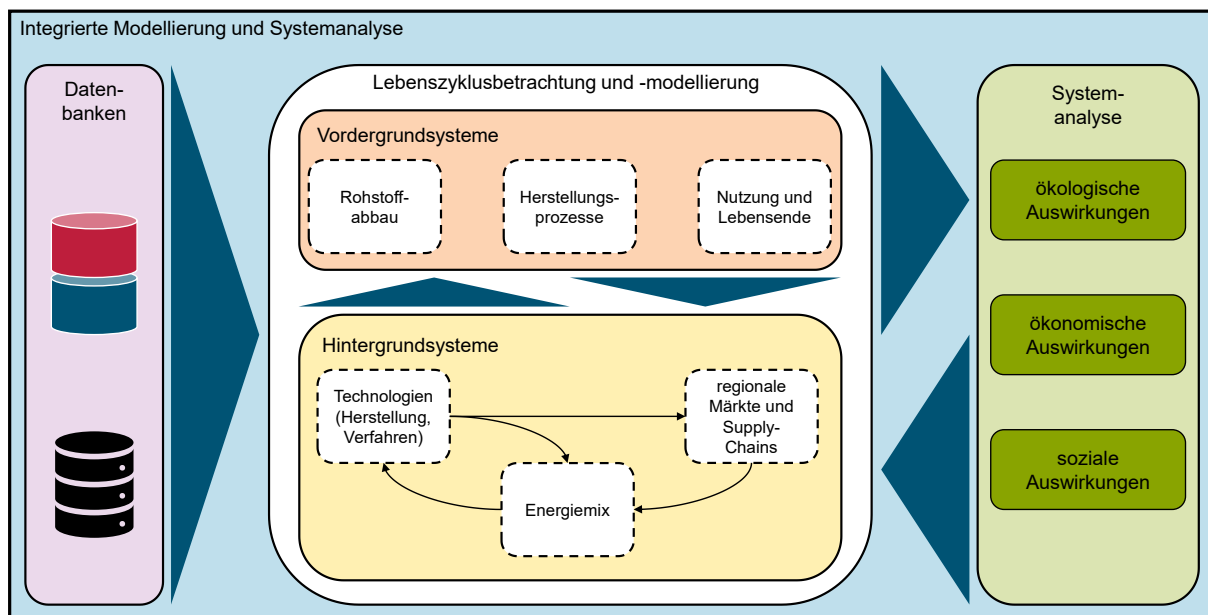 Integrierte Modellierung und Systemanalyse
Daten-
banken
Lebenszyklusbetrachtung und -modellierung
Vordergrundsysteme
Rohstoff-
abbau
Herstellungs-
prozesse
Nutzung und
Lebensende
Hintergrundsysteme
Technologien
(Herstellung,
Verfahren)
regionale
Märkte und
Supply-
Chains
Energiemix
System-
analyse
ökologische
Auswirkungen
ökonomische
Auswirkungen
soziale
Auswirkungen